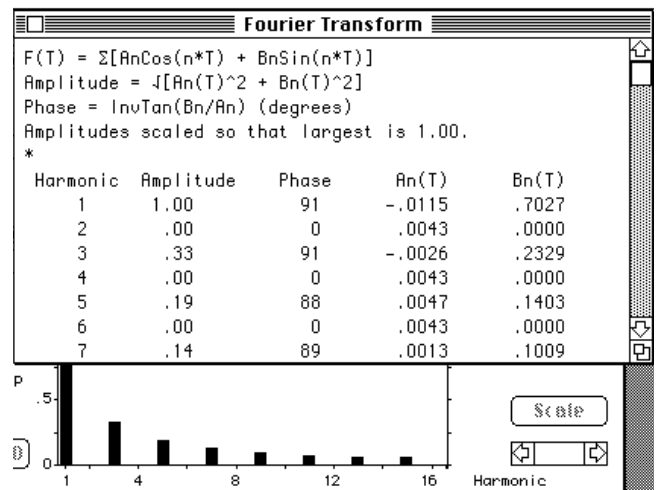 Fourier Transform
F(T) = Σ[AnCos(n*T) + BnSin(n*T)]
Amplitude = √[An(T)^2 + Bn(T)^2]
Phase = InvTan(Bn/An) (degrees)
Amplitudes scaled so that largest is 1.00.
*
Harmonic Amplitude Phase An(T) Bn(T)
1 1.00 91 -.0115 .7027
2 .00 0 .0043 .0000
3 .33 91 -.0026 .2329
4 .00 0 .0043 .0000
5 .19 88 .0047 .1403
6 .00 0 .0043 .0000
7 .14 89 .0013 .1009
P
.5
Scale
0
1 4 8 12 16
Harmonic